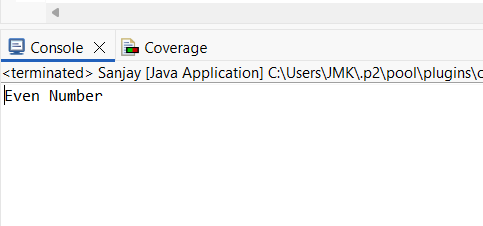 Console
Coverage
<terminated> Sanjay [Java Application] C:\Users\JMK\.p2\pool\plugins\
Even Number